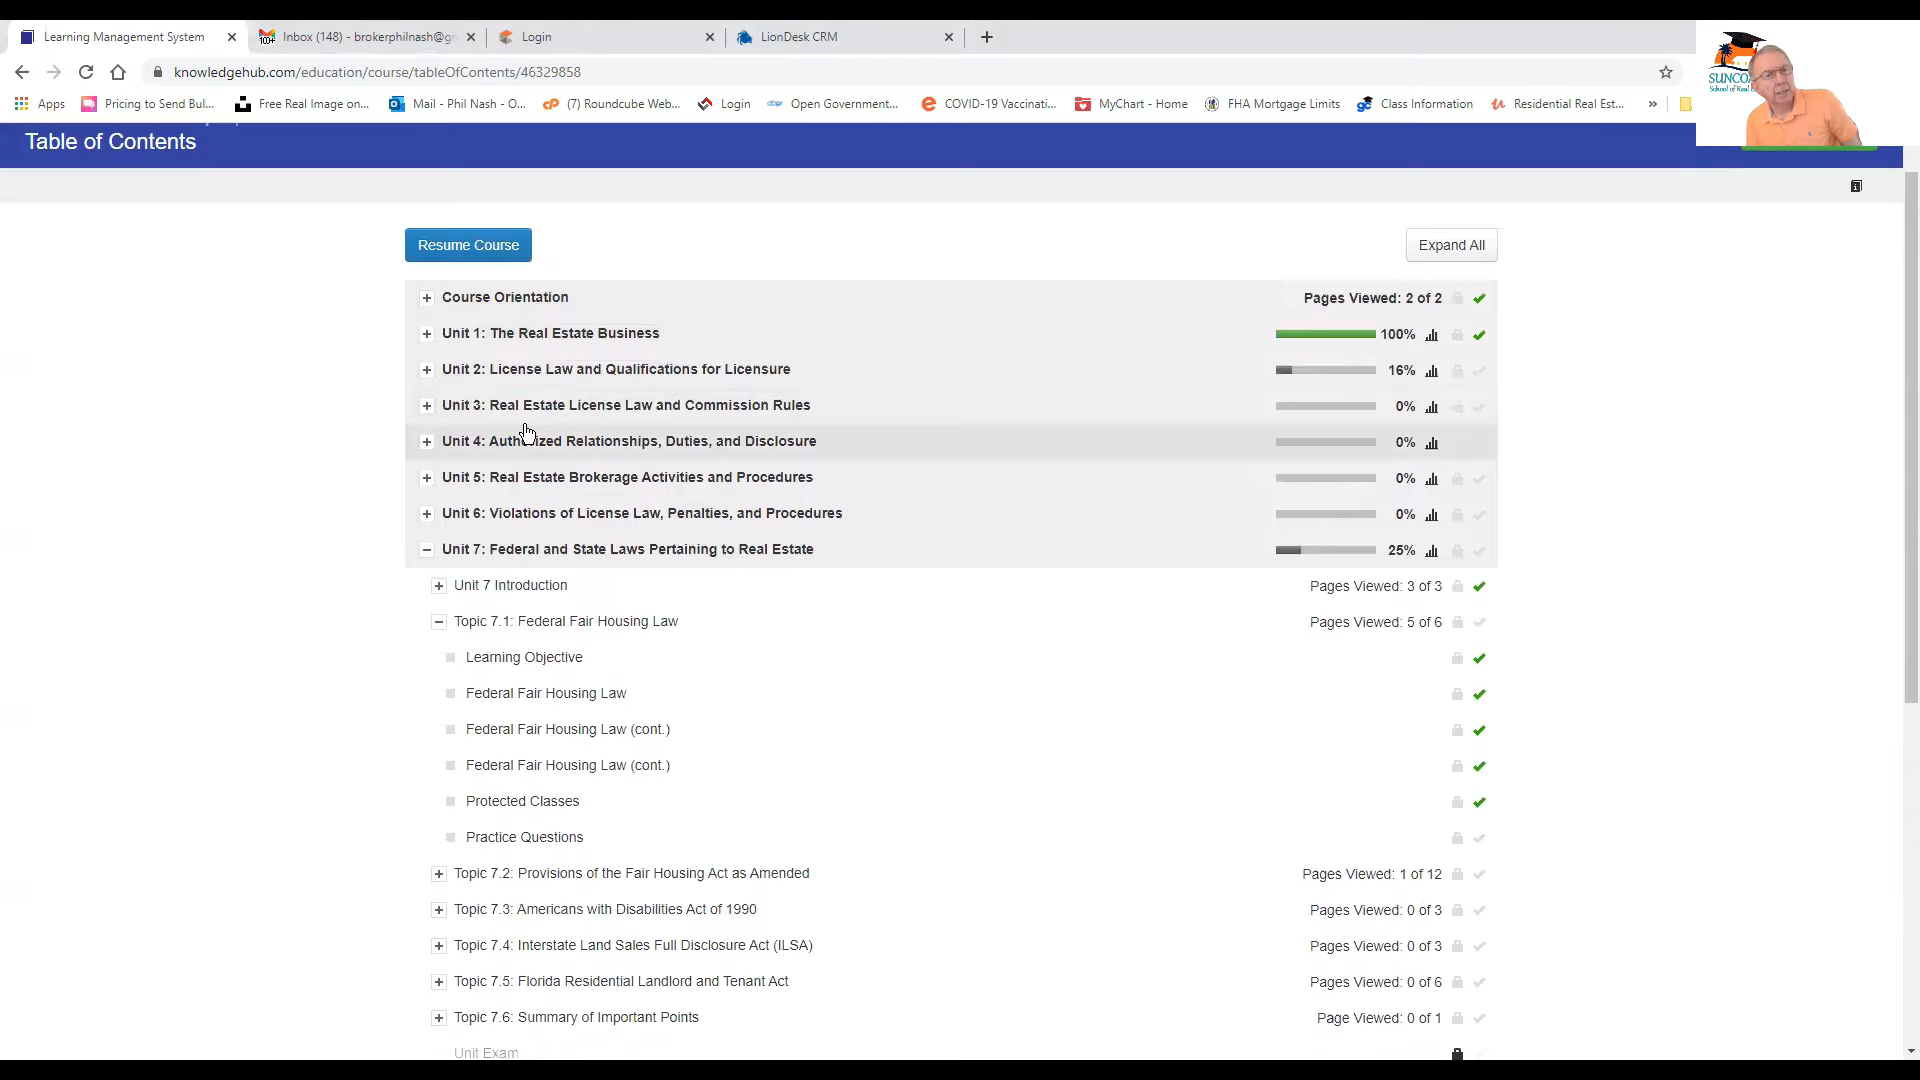 Learning Management System
Inbox (148) - brokerphilnash@g
Login
LionDesk CRM
knowledgehub.com/education/course/tableOfContents/46329858
Apps
Pricing to Send Bul...
Free Real Image on...
Mail - Phil Nash - O...
(7) Roundcube Web...
Login
Open Government...
COVID-19 Vaccinati...
MyChart - Home
FHA Mortgage Limits
Class Information
Residential Real Est...
»
School of Real
Table of Contents
Resume Course
Expand All
Course Orientation
Pages Viewed: 2 of 2
Unit 1: The Real Estate Business
100%
Unit 2: License Law and Qualifications for Licensure
16%
Unit 3: Real Estate License Law and Commission Rules
0%
Unit 4: Authorized Relationships, Duties, and Disclosure
0%
Unit 5: Real Estate Brokerage Activities and Procedures
0%
Unit 6: Violations of License Law, Penalties, and Procedures
0%
Unit 7: Federal and State Laws Pertaining to Real Estate
25%
Unit 7 Introduction
Pages Viewed: 3 of 3
Topic 7.1: Federal Fair Housing Law
Pages Viewed: 5 of 6
Learning Objective
Federal Fair Housing Law
Federal Fair Housing Law (cont.)
Federal Fair Housing Law (cont.)
Protected Classes
Practice Questions
Topic 7.2: Provisions of the Fair Housing Act as Amended
Pages Viewed: 1 of 12
Topic 7.3: Americans with Disabilities Act of 1990
Pages Viewed: 0 of 3
Topic 7.4: Interstate Land Sales Full Disclosure Act (ILSA)
Pages Viewed: 0 of 3
Topic 7.5: Florida Residential Landlord and Tenant Act
Pages Viewed: 0 of 6
Topic 7.6: Summary of Important Points
Page Viewed: 0 of 1
Unit Exam